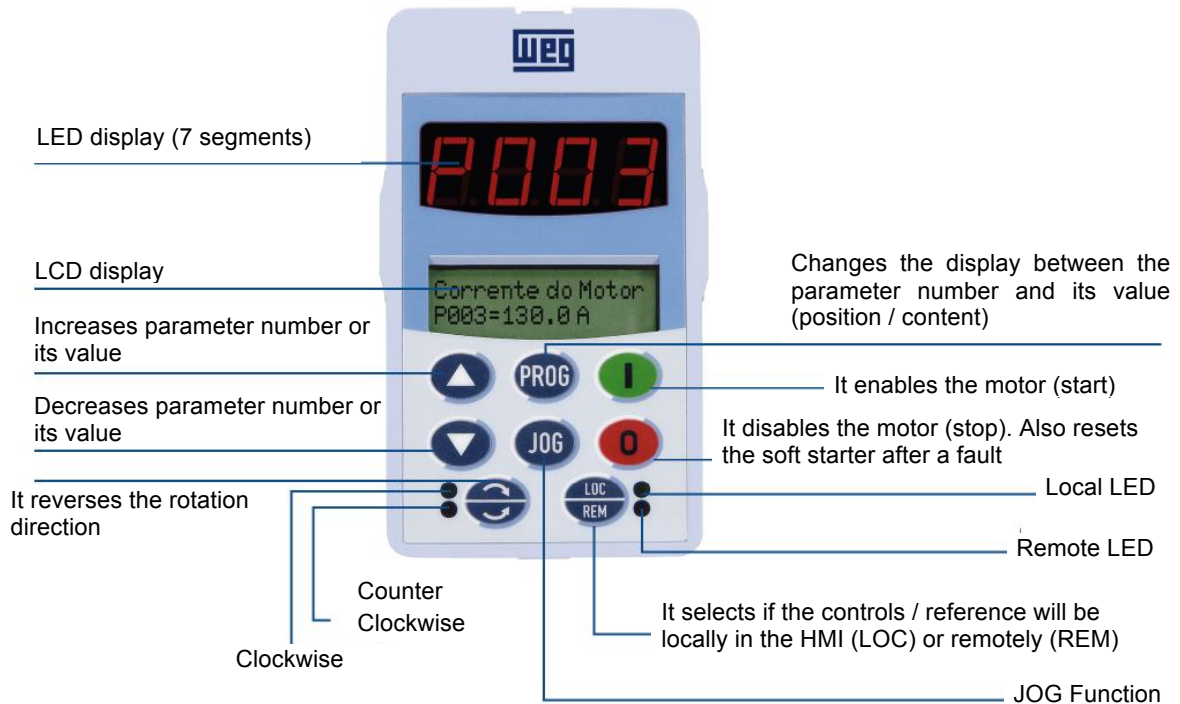 weg
LED display (7 segments)
P003
LCD display
Corrente do Motor
P003=130.0 A
Changes the display between the
parameter number and its value
(position / content)
Increases parameter number or
its value
PROG
I
It enables the motor (start)
Decreases parameter number or
its value
JOG
0
It disables the motor (stop). Also resets
the soft starter after a fault
It reverses the rotation
direction
LOC
REM
Local LED
Remote LED
Counter
Clockwise
Clockwise
It selects if the controls / reference will be
locally in the HMI (LOC) or remotely (REM)
JOG Function